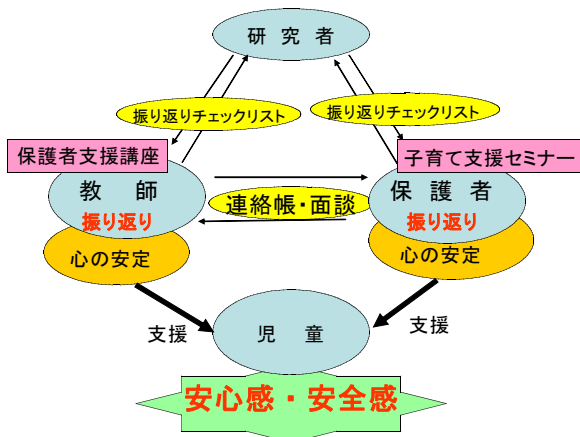 研究者
振り返りチェックリスト
振り返りチェックリスト
保護者支援講座
子育て支援セミナー
教師
保護者
振り返り
連絡帳・面談
振り返り
心の安定
心の安定
支援
児童
支援
安心感・安全感